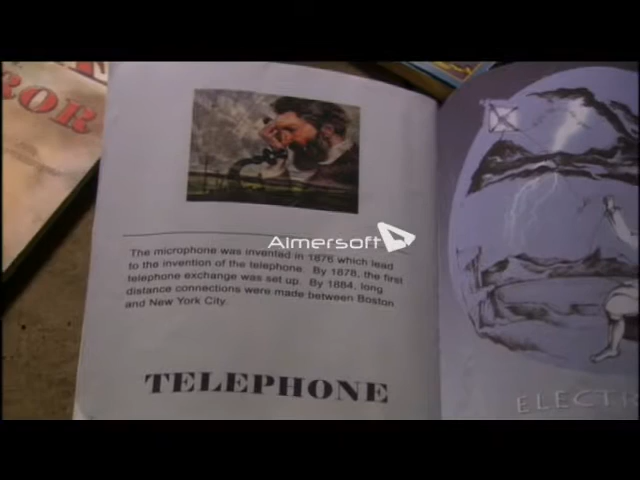 ROR
Aimersoft
The microphone was invented in 1876 which lead
to the invention of the telephone. By 1878, the first
telephone exchange was set up. By 1884, long
distance connections were made between Boston
and New York City.
TELEPHONE
ELECTR